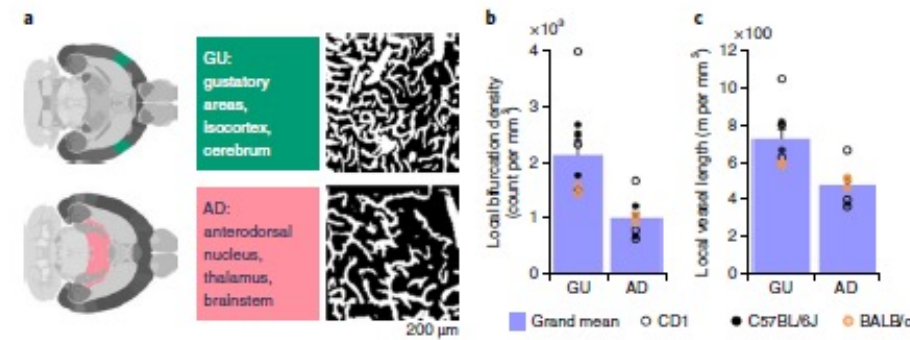 a
GU:
gustatory
areas,
isocortex,
cerebrum
AD:
anterodorsal
nucleus,
thalamus,
brainstem
200 µm
b
×10³
Local bifurcation density
(count per mm³)
4
3
2
1
0
GU AD
c
×100
Local vessel length (m per mm³)
12
10
8
6
4
2
0
GU AD
Grand mean CD1 C57BL/6J BALB/c